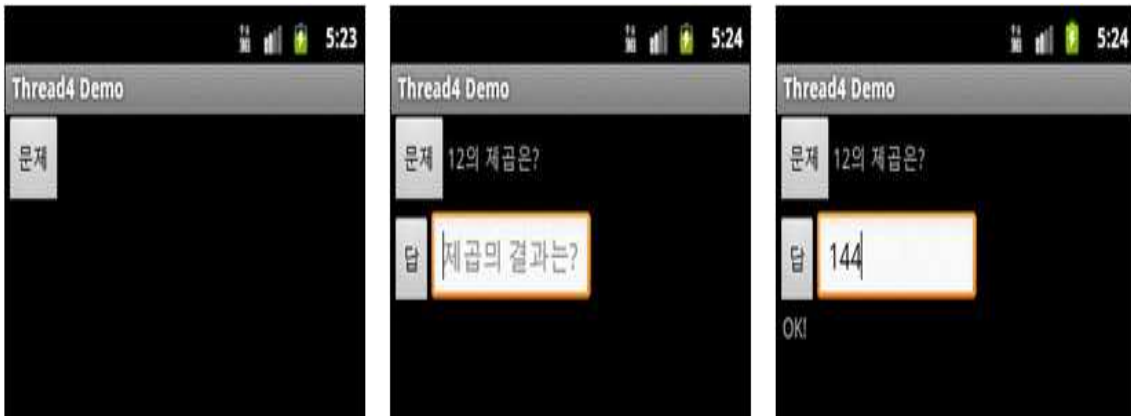 5:23
Thread4 Demo
문제
5:24
Thread4 Demo
문제 12의 제곱은?
답 제곱의 결과는?
5:24
Thread4 Demo
문제 12의 제곱은?
답 144
OK!